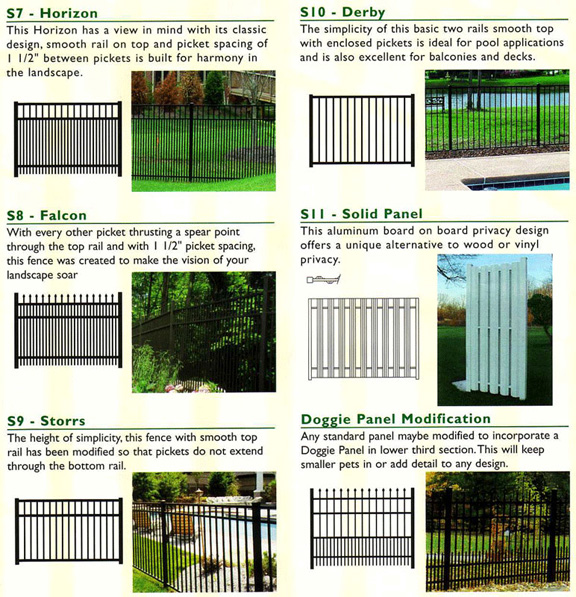 S7 - Horizon
This Horizon has a view in mind with its classic
design, smooth rail on top and picket spacing of
1 1/2" between pickets is built for harmony in
the landscape.
S8 - Falcon
With every other picket thrusting a spear point
through the top rail and with 1 1/2" picket spacing,
this fence was created to make the vision of your
landscape soar
S9 - Storrs
The height of simplicity, this fence with smooth top
rail has been modified so that pickets do not extend
through the bottom rail.
S10 - Derby
The simplicity of this basic two rails smooth top
with enclosed pickets is ideal for pool applications
and is also excellent for balconies and decks.
S11 - Solid Panel
This aluminum board on board privacy design
offers a unique alternative to wood or vinyl
privacy.
Doggie Panel Modification
Any standard panel maybe modified to incorporate a
Doggie Panel in lower third section. This will keep
smaller pets in or add detail to any design.